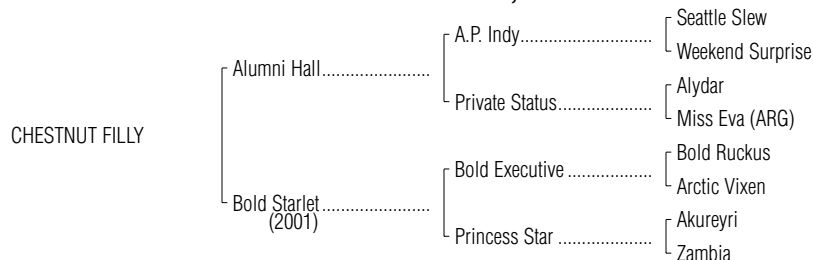 Seattle Slew
A.P. Indy..............................
Weekend Surprise
Alumni Hall.......................
Alydar
Private Status.....................
Miss Eva (ARG)
CHESTNUT FILLY
Bold Ruckus
Bold Executive ...................
Arctic Vixen
Bold Starlet.......................
(2001)
Akureyri
Princess Star .....................
Zambia